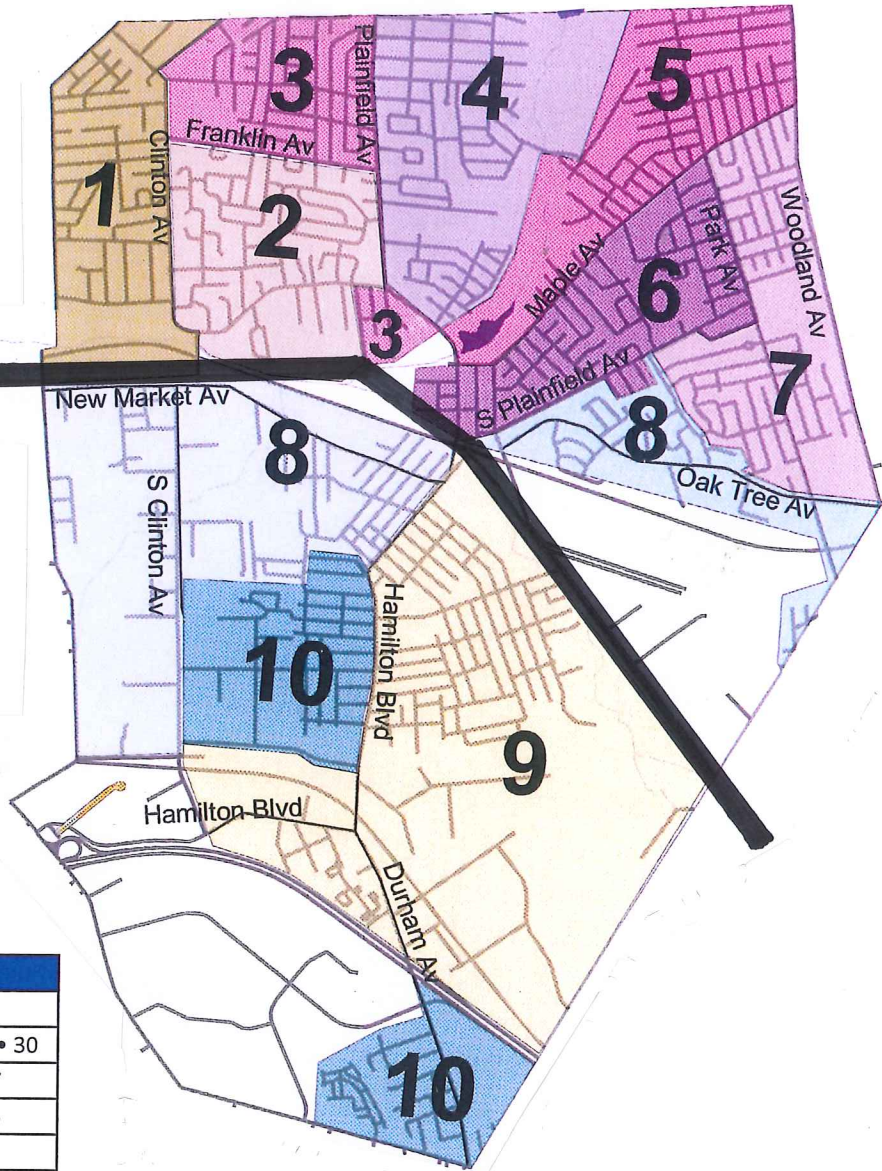 3
Plainfield Av
4
5
Franklin Av
1
Clinton Av
2
Woodland Av
Park Av
Maple Av
6
3
7
S Plainfield Av
New Market Av
8
8
Oak Tree Av
S Clinton Av
Hamilton Blvd
10
9
Hamilton Blvd
Durham Av
• 30
10